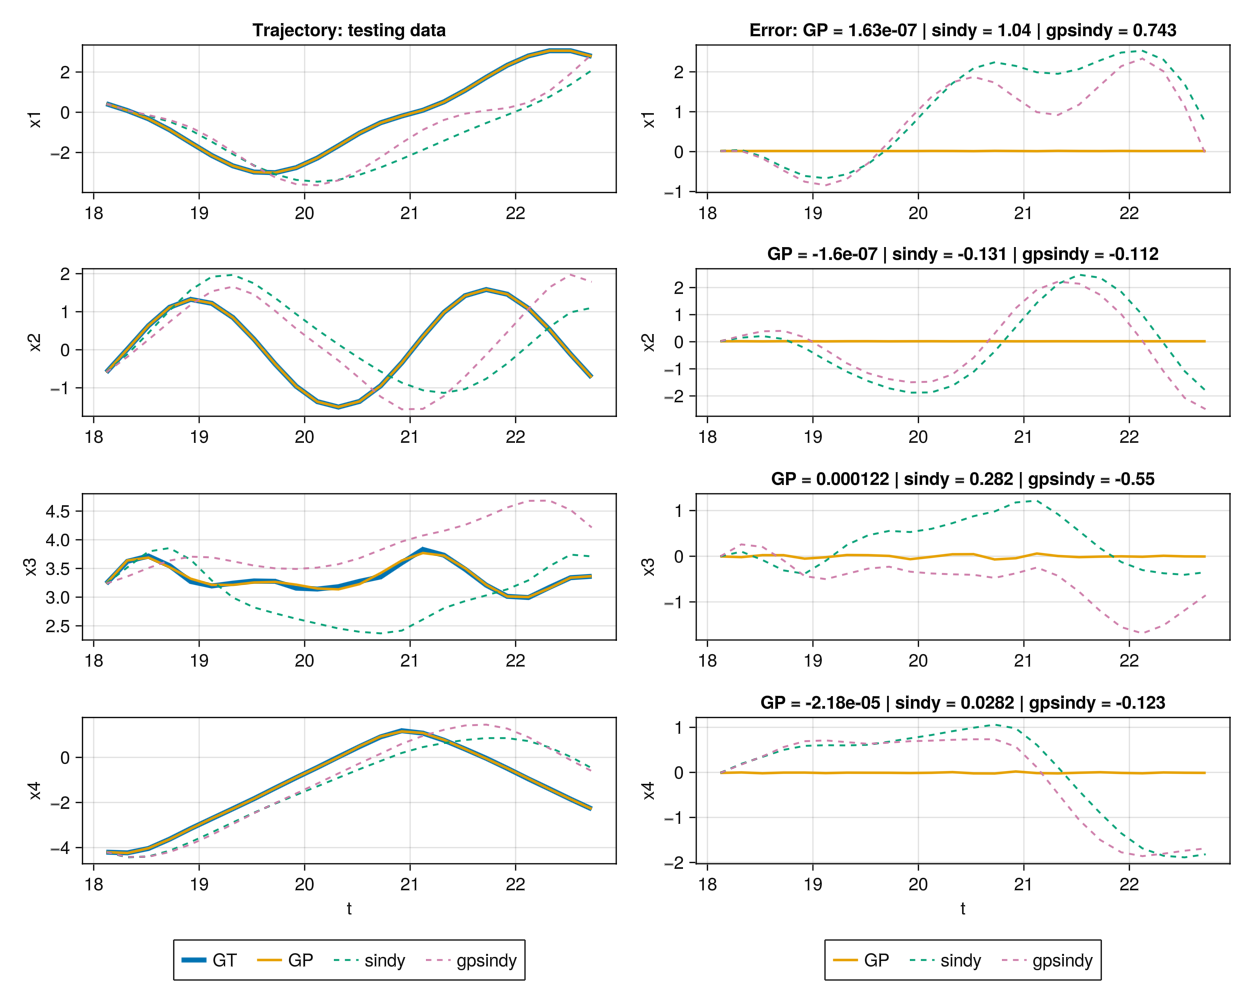 Trajectory: testing data
x1
2
0
−2
18 19 20 21 22
Error: GP = 1.63e-07 | sindy = 1.04 | gpsindy = 0.743
x1
2
1
0
−1
18 19 20 21 22
x2
2
1
0
−1
18 19 20 21 22
GP = -1.6e-07 | sindy = -0.131 | gpsindy = -0.112
x2
2
1
0
−1
−2
18 19 20 21 22
x3
4.5
4.0
3.5
3.0
2.5
18 19 20 21 22
GP = 0.000122 | sindy = 0.282 | gpsindy = -0.55
x3
1
0
−1
18 19 20 21 22
x4
0
−2
−4
18 19 20 21 22
t
GP = -2.18e-05 | sindy = 0.0282 | gpsindy = -0.123
x4
1
0
−1
−2
18 19 20 21 22
t
GT GP sindy gpsindy
GP sindy gpsindy